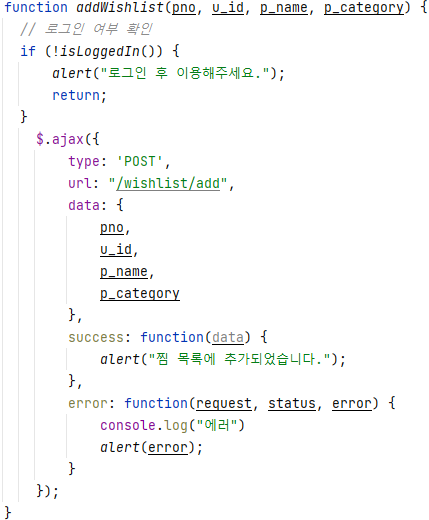 function addWishlist(pno, u_id, p_name, p_category) {
  // 로그인 여부 확인
  if (!isLoggedIn()) {
      alert("로그인 후 이용해주세요.");
      return;
  }
    $.ajax({
        type: 'POST',
        url: "/wishlist/add",
        data: {
            pno,
            u_id,
            p_name,
            p_category
        },
        success: function(data) {
            alert("찜 목록에 추가되었습니다.");
        },
        error: function(request, status, error) {
            console.log("에러")
            alert(error);
        }
    });
}